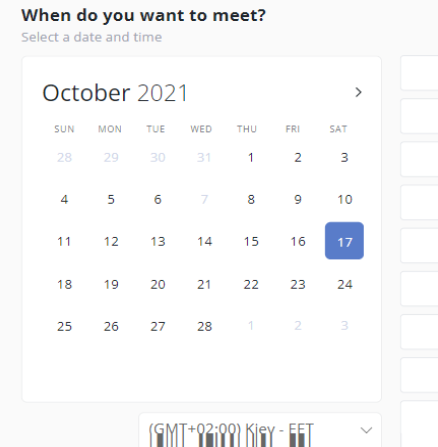 When do you want to meet?
Select a date and time
October 2021 >
SUN MON TUE WED THU FRI SAT
28 29 30 31 1 2 3
4 5 6 7 8 9 10
11 12 13 14 15 16 17
18 19 20 21 22 23 24
25 26 27 28 1 2 3
(GMT+02:00) Kiev - EET